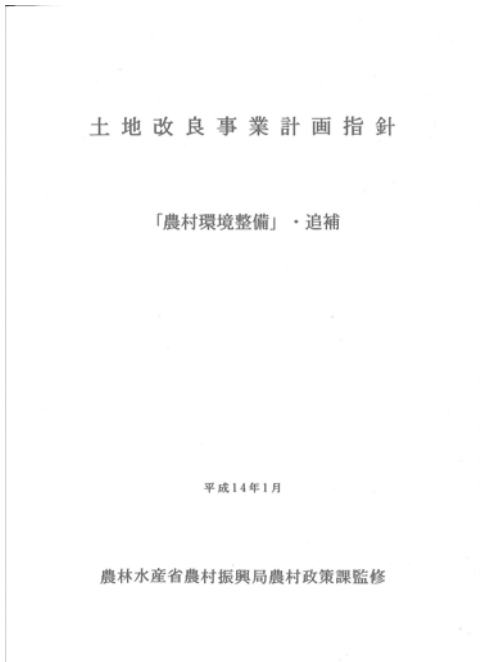 土地改良事業計画指針
「農村環境整備」・追補
平成14年1月
農林水産省農村振興局農村政策課監修